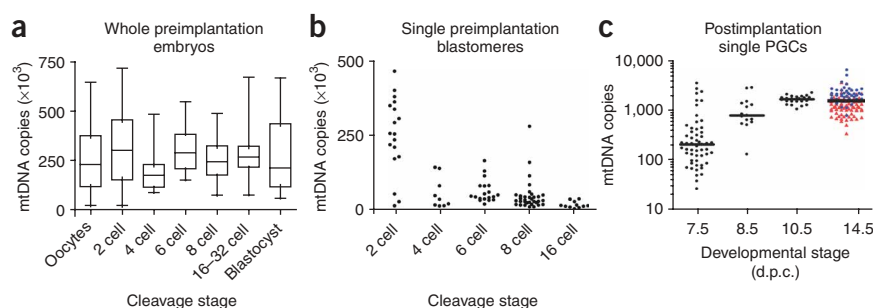 a
Whole preimplantation
embryos
mtDNA copies (×10³)
750
500
250
0
Oocytes
2 cell
4 cell
6 cell
8 cell
16–32 cell
Blastocyst
Cleavage stage
b
Single preimplantation
blastomeres
mtDNA copies (×10³)
500
250
0
2 cell
4 cell
6 cell
8 cell
16 cell
Cleavage stage
c
Postimplantation
single PGCs
mtDNA copies
10,000
1,000
100
10
7.5
8.5
10.5
14.5
Developmental stage
(d.p.c.)